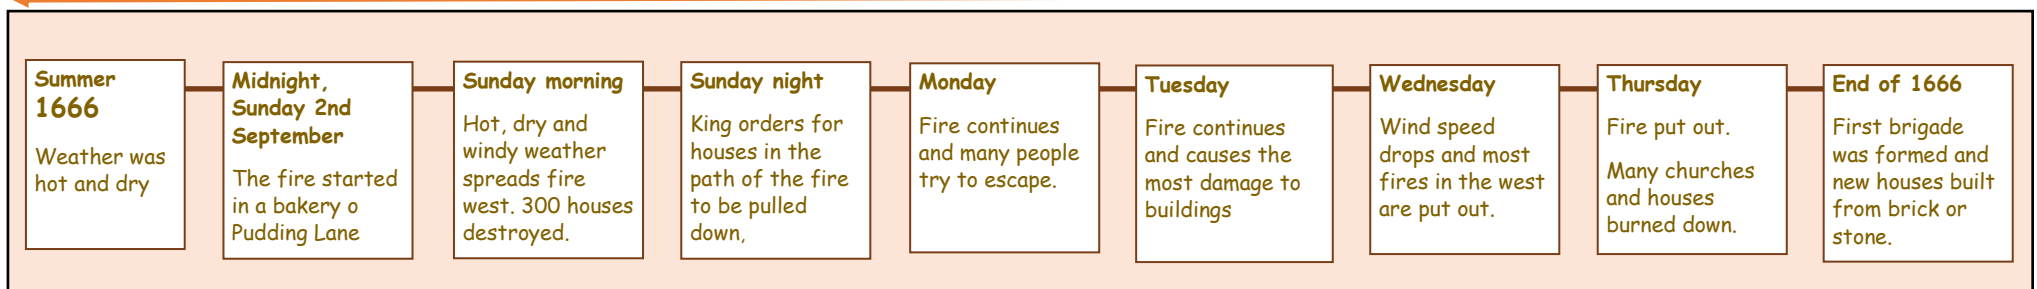 Summer
1666
Weather was
hot and dry
Midnight,
Sunday 2nd
September
The fire started
in a bakery o
Pudding Lane
Sunday morning
Hot, dry and
windy weather
spreads fire
west. 300 houses
destroyed.
Sunday night
King orders for
houses in the
path of the fire
to be pulled
down,
Monday
Fire continues
and many people
try to escape.
Tuesday
Fire continues
and causes the
most damage to
buildings
Wednesday
Wind speed
drops and most
fires in the west
are put out.
Thursday
Fire put out.
Many churches
and houses
burned down.
End of 1666
First brigade
was formed and
new houses built
from brick or
stone.